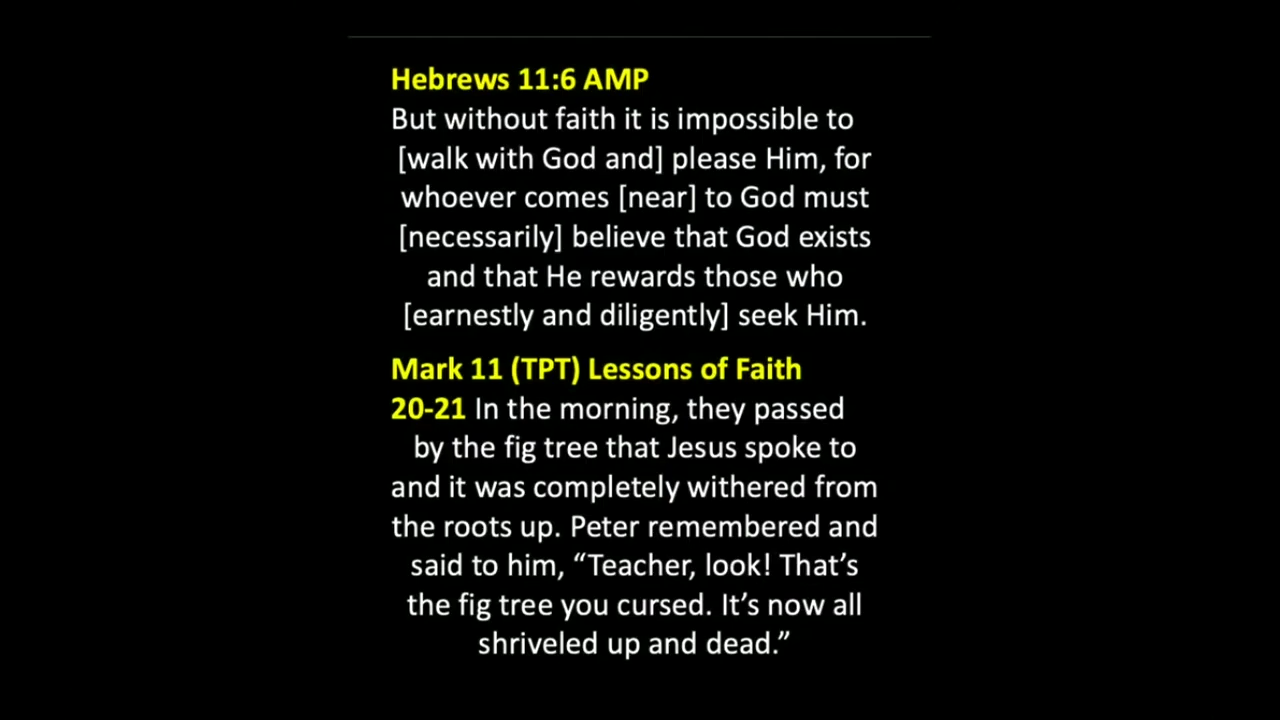 Hebrews 11:6 AMP
But without faith it is impossible to
[walk with God and] please Him, for
whoever comes [near] to God must
[necessarily] believe that God exists
and that He rewards those who
[earnestly and diligently] seek Him.
Mark 11 (TPT) Lessons of Faith
20-21 In the morning, they passed
by the fig tree that Jesus spoke to
and it was completely withered from
the roots up. Peter remembered and
said to him, “Teacher, look! That’s
the fig tree you cursed. It’s now all
shriveled up and dead.”